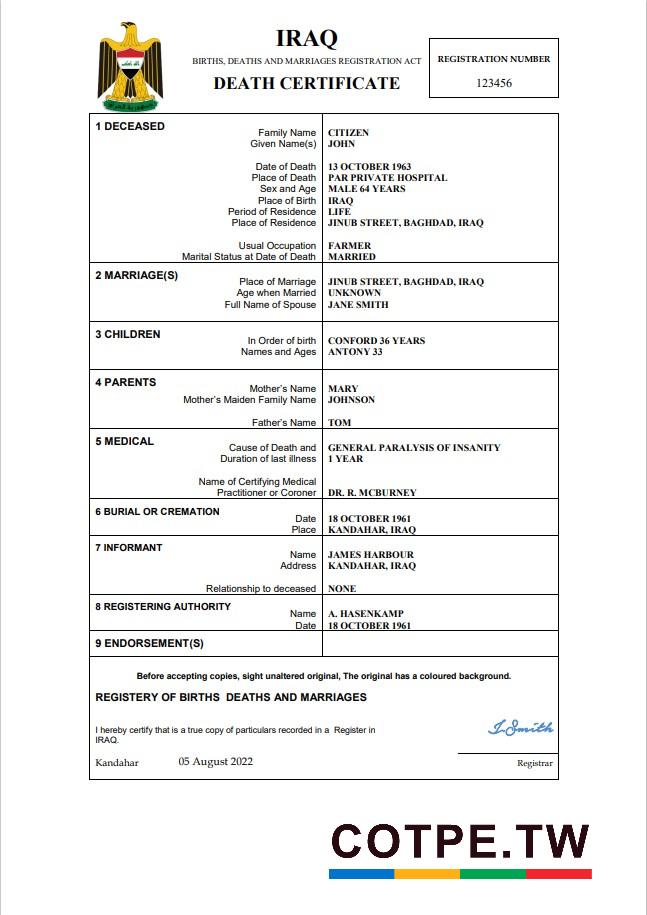 IRAQ
BIRTHS, DEATHS AND MARRIAGES REGISTRATION ACT
DEATH CERTIFICATE
REGISTRATION NUMBER
123456
1 DECEASED
Family Name CITIZEN
Given Name(s) JOHN
Date of Death 13 OCTOBER 1963
Place of Death PAR PRIVATE HOSPITAL
Sex and Age MALE 64 YEARS
Place of Birth IRAQ
Period of Residence LIFE
Place of Residence JINUB STREET, BAGHDAD, IRAQ
Usual Occupation FARMER
Marital Status at Date of Death MARRIED
2 MARRIAGE(S)
Place of Marriage JINUB STREET, BAGHDAD, IRAQ
Age when Married UNKNOWN
Full Name of Spouse JANE SMITH
3 CHILDREN
In Order of birth CONFORD 36 YEARS
Names and Ages ANTONY 33
4 PARENTS
Mother's Name MARY
Mother's Maiden Family Name JOHNSON
Father's Name TOM
5 MEDICAL
Cause of Death and GENERAL PARALYSIS OF INSANITY
Duration of last illness 1 YEAR
Name of Certifying Medical
Practitioner or Coroner DR. R. MCBURNEY
6 BURIAL OR CREMATION
Date 18 OCTOBER 1961
Place KANDAHAR, IRAQ
7 INFORMANT
Name JAMES HARBOUR
Address KANDAHAR, IRAQ
Relationship to deceased NONE
8 REGISTERING AUTHORITY
Name A. HASENKAMP
Date 18 OCTOBER 1961
9 ENDORSEMENT(S)
Before accepting copies, sight unaltered original, The original has a coloured background.
REGISTERY OF BIRTHS DEATHS AND MARRIAGES
I hereby certify that is a true copy of particulars recorded in a Register in
IRAQ.
I.Smith
Kandahar 05 August 2022
Registrar
COTPE.TW